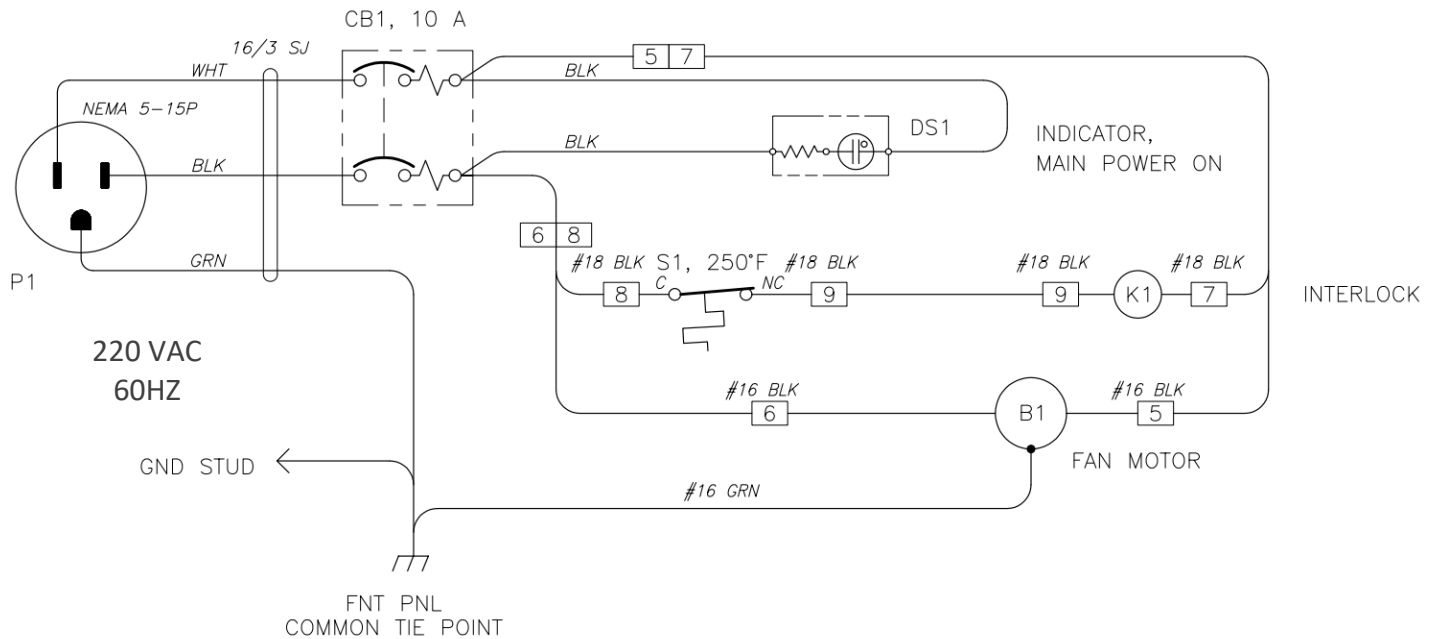 CB1, 10 A
16/3 SJ
WHT
BLK
5 7
NEMA 5-15P
DS1
INDICATOR,
MAIN POWER ON
BLK
BLK
6 8
P1
GRN
#18 BLK
S1, 250°F
#18 BLK
#18 BLK
#18 BLK
C
NC
8
9
9
K1
7
INTERLOCK
220 VAC
60HZ
#16 BLK
6
B1
#16 BLK
5
GND STUD
FAN MOTOR
#16 GRN
FNT PNL
COMMON TIE POINT